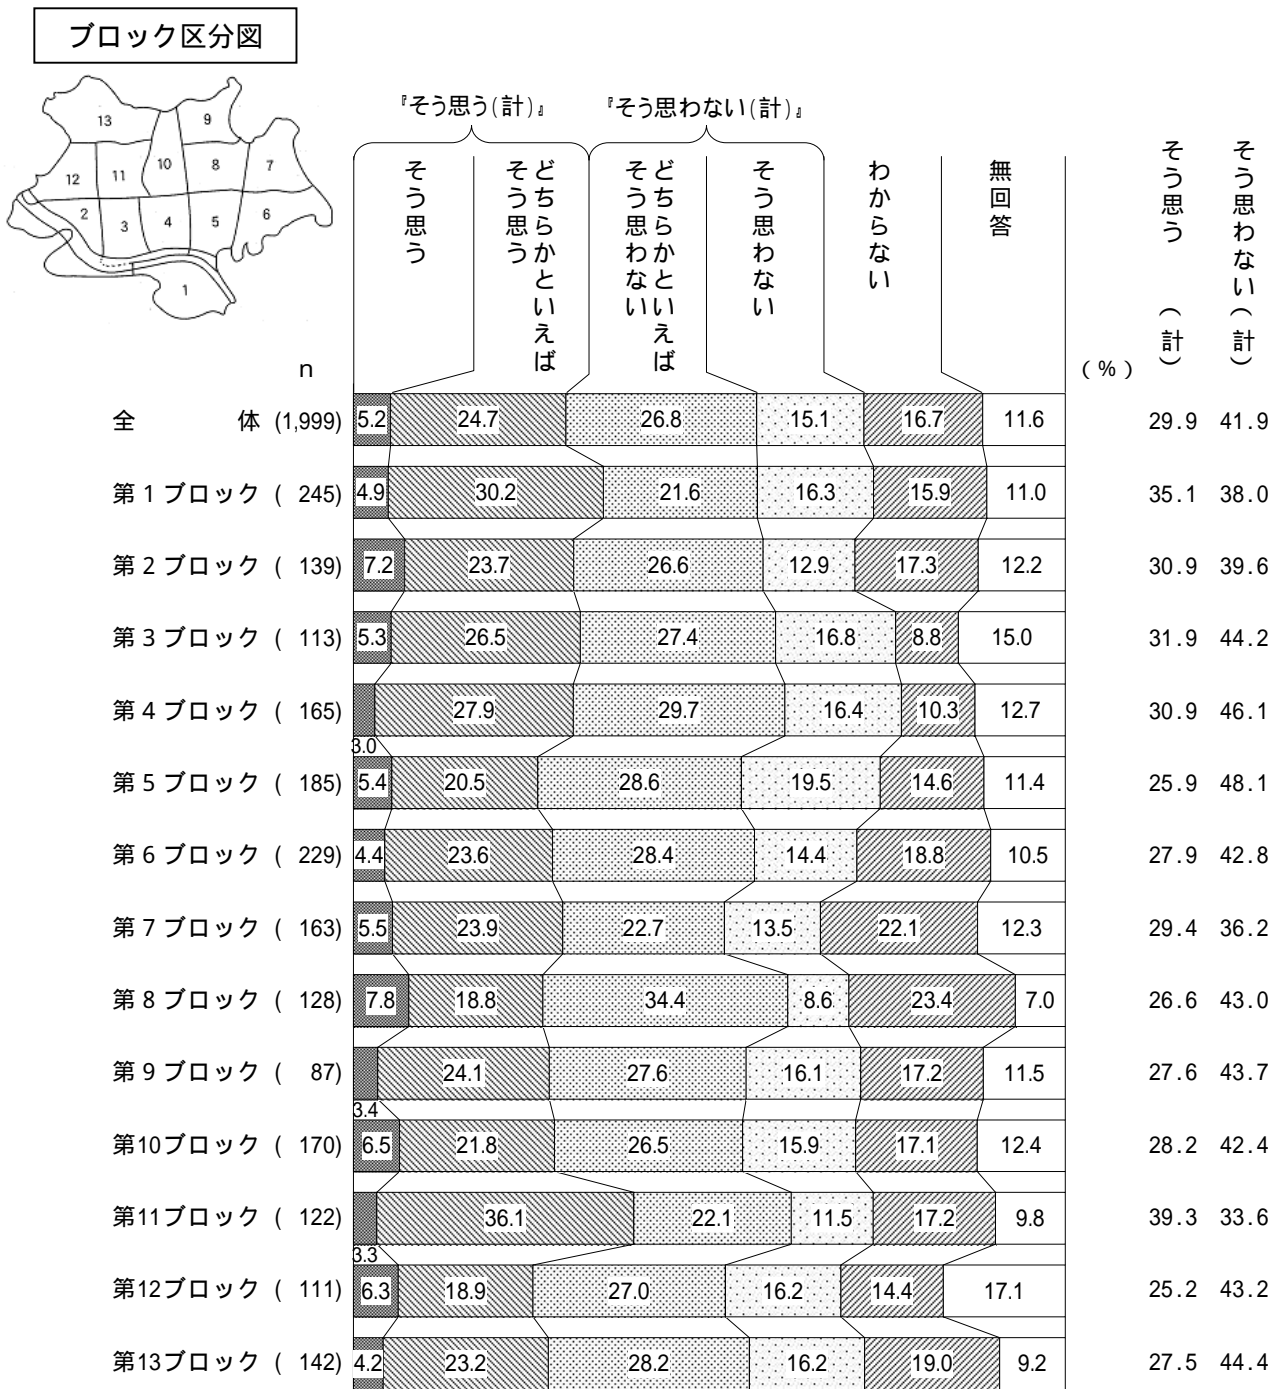 ブロック区分図
13
9
10
11
8
7
12
2
3
4
5
6
1
『そう思う(計)』
『そう思わない(計)』
そう思う
どちらかといえば
そう思う
どちらかといえば
そう思わない
そう思わない
わからない
無回答
そう思う（計）
そう思わない（計）
n
(%)
全体 (1,999) 5.2 24.7 26.8 15.1 16.7 11.6 29.9 41.9
第1ブロック ( 245) 4.9 30.2 21.6 16.3 15.9 11.0 35.1 38.0
第2ブロック ( 139) 7.2 23.7 26.6 12.9 17.3 12.2 30.9 39.6
第3ブロック ( 113) 5.3 26.5 27.4 16.8 8.8 15.0 31.9 44.2
第4ブロック ( 165) 27.9 29.7 16.4 10.3 12.7 30.9 46.1
3.0
第5ブロック ( 185) 5.4 20.5 28.6 19.5 14.6 11.4 25.9 48.1
第6ブロック ( 229) 4.4 23.6 28.4 14.4 18.8 10.5 27.9 42.8
第7ブロック ( 163) 5.5 23.9 22.7 13.5 22.1 12.3 29.4 36.2
第8ブロック ( 128) 7.8 18.8 34.4 8.6 23.4 7.0 26.6 43.0
第9ブロック ( 87) 24.1 27.6 16.1 17.2 11.5 27.6 43.7
3.4
第10ブロック ( 170) 6.5 21.8 26.5 15.9 17.1 12.4 28.2 42.4
第11ブロック ( 122) 36.1 22.1 11.5 17.2 9.8 39.3 33.6
3.3
第12ブロック ( 111) 6.3 18.9 27.0 16.2 14.4 17.1 25.2 43.2
第13ブロック ( 142) 4.2 23.2 28.2 16.2 19.0 9.2 27.5 44.4